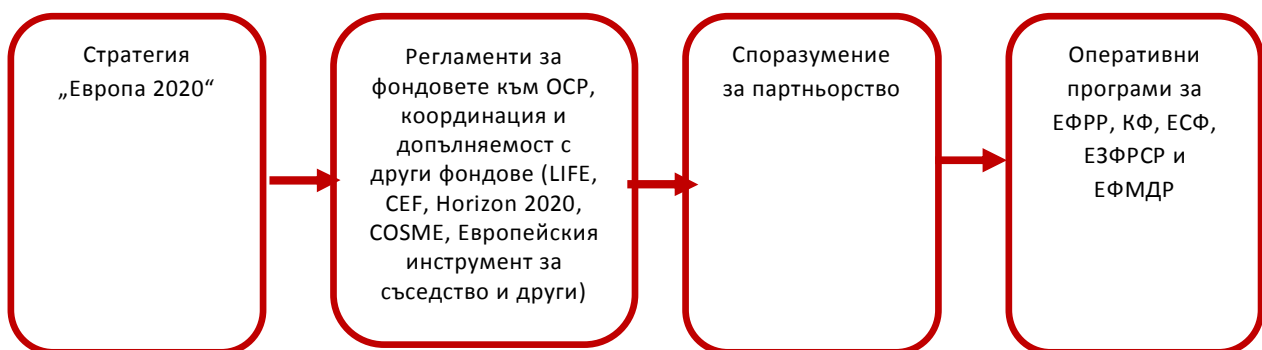 Стратегия
„Европа 2020“
Регламенти за
фондовете към ОСР,
координация и
допълняемост с
други фондове (LIFE,
CEF, Horizon 2020,
COSME, Европейския
инструмент за
съседство и други)
Споразумение
за партньорство
Оперативни
програми за
ЕФРР, КФ, ЕСФ,
ЕЗФРСР и
ЕФМДР